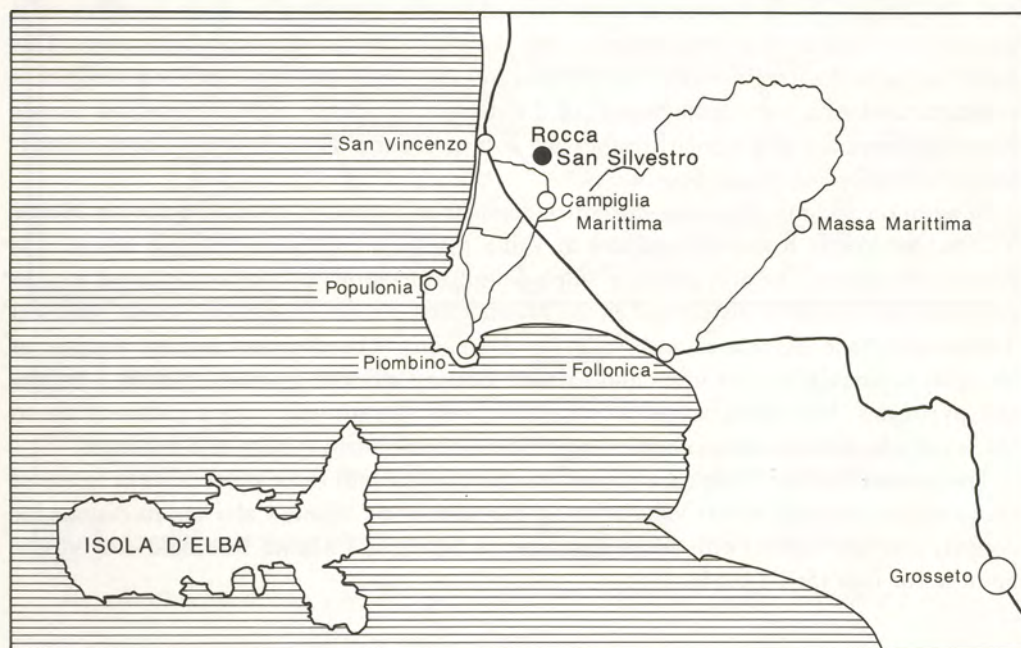 San Vincenzo
Rocca
San Silvestro
Campiglia
Marittima
Massa Marittima
Populonia
Piombino
Follonica
ISOLA D'ELBA
Grosseto